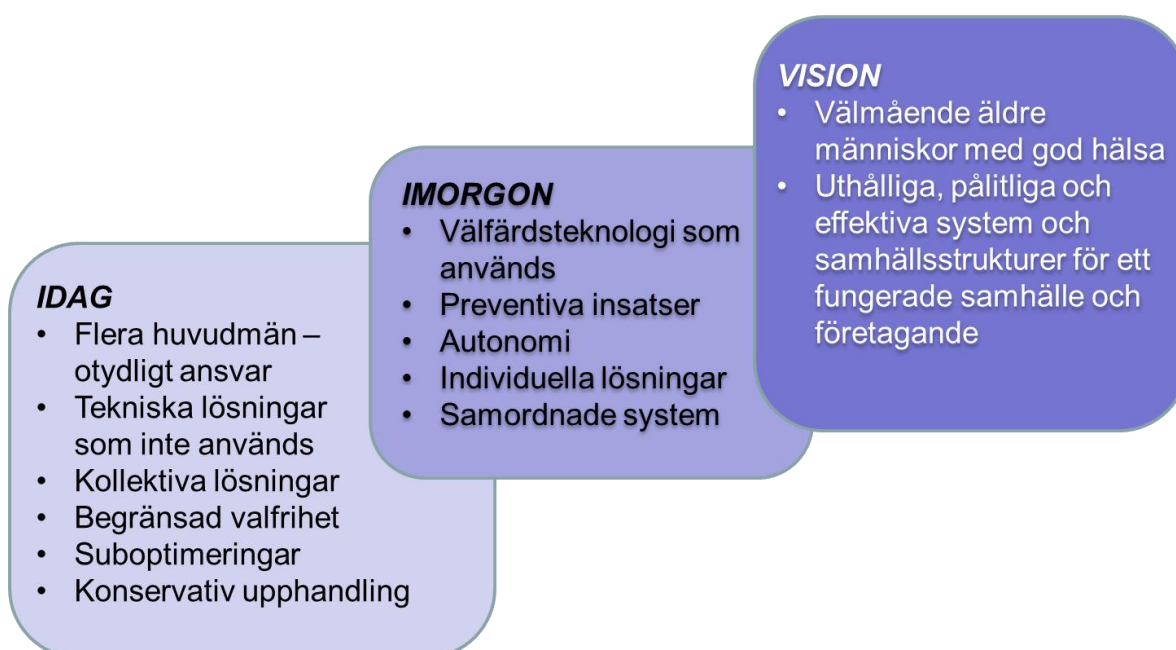 IDAG
• Flera huvudmän –
otydligt ansvar
• Tekniska lösningar
som inte används
• Kollektiva lösningar
• Begränsad valfrihet
• Suboptimeringar
• Konservativ upphandling
IMORGON
• Välfärdsteknologi som
används
• Preventiva insatser
• Autonomi
• Individuella lösningar
• Samordnade system
VISION
• Välmående äldre
människor med god hälsa
• Uthålliga, pålitliga och
effektiva system och
samhällsstrukturer för ett
fungerade samhälle och
företagande